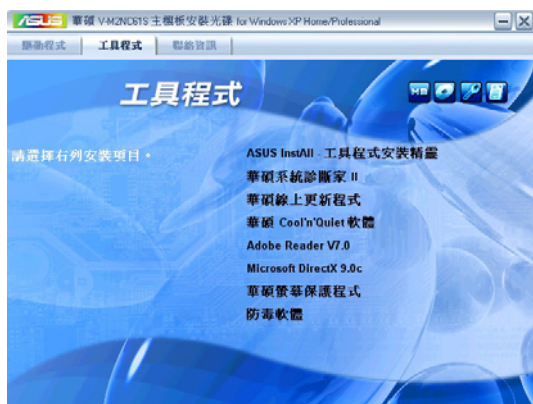 ASUS 華碩 V-M2NC61S 主機板安裝光碟 for Windows XP Home/Professional
驅動程式 工具程式 聯絡資訊
工具程式
MB
請選擇右列安裝項目。
ASUS InstAll - 工具程式安裝精靈
華碩系統診斷家 II
華碩線上更新程式
華碩 Cool'n'Quiet 軟體
Adobe Reader V7.0
Microsoft DirectX 9.0c
華碩螢幕保護程式
防毒軟體